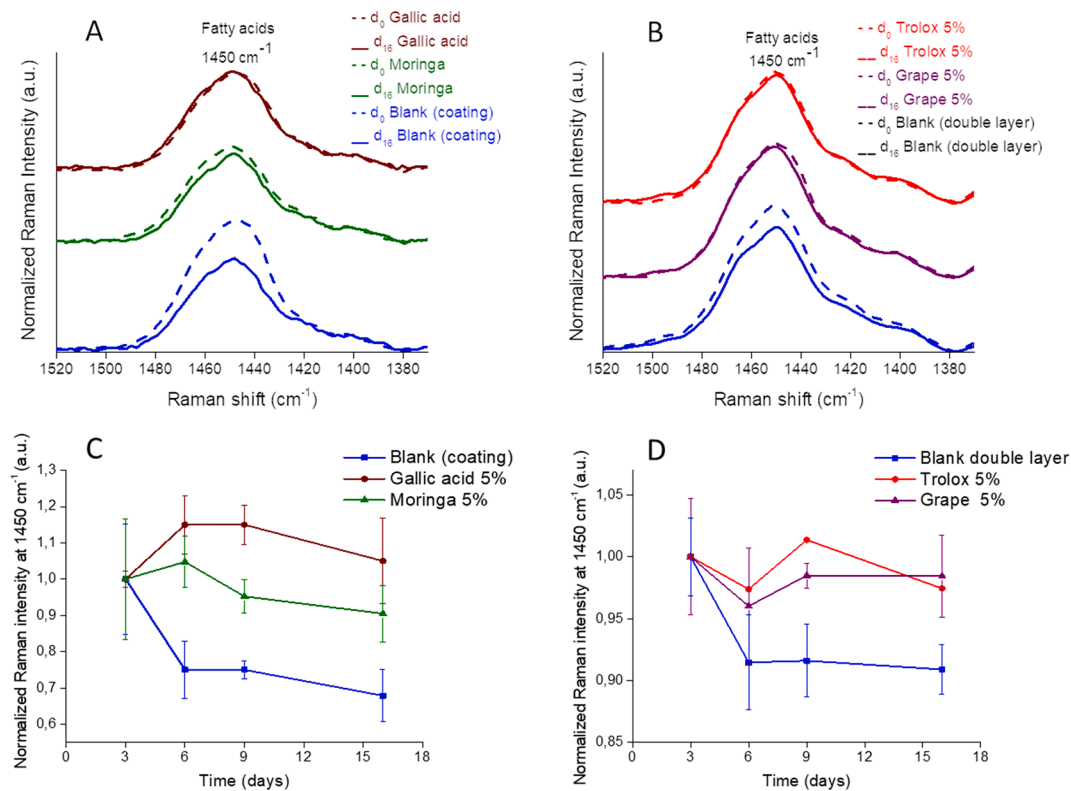 A
Fatty acids
1450 cm⁻¹
d₀ Gallic acid
d₁₆ Gallic acid
d₀ Moringa
d₁₆ Moringa
d₀ Blank (coating)
d₁₆ Blank (coating)
Normalized Raman Intensity (a.u.)
1520 1500 1480 1460 1440 1420 1400 1380
Raman shift (cm⁻¹)
B
Fatty acids
1450 cm⁻¹
d₀ Trolox 5%
d₁₆ Trolox 5%
d₀ Grape 5%
d₁₆ Grape 5%
d₀ Blank (double layer)
d₁₆ Blank (double layer)
Normalized Raman Intensity (a.u.)
1520 1500 1480 1460 1440 1420 1400 1380
Raman shift (cm⁻¹)
C
Blank (coating)
Gallic acid 5%
Moringa 5%
Normalized Raman intensity at 1450 cm⁻¹ (a.u.)
1,3
1,2
1,1
1,0
0,9
0,8
0,7
0,6
0 3 6 9 12 15 18
Time (days)
D
Blank double layer
Trolox 5%
Grape 5%
Normalized Raman intensity at 1450 cm⁻¹ (a.u.)
1,05
1,00
0,95
0,90
0,85
0 3 6 9 12 15 18
Time (days)